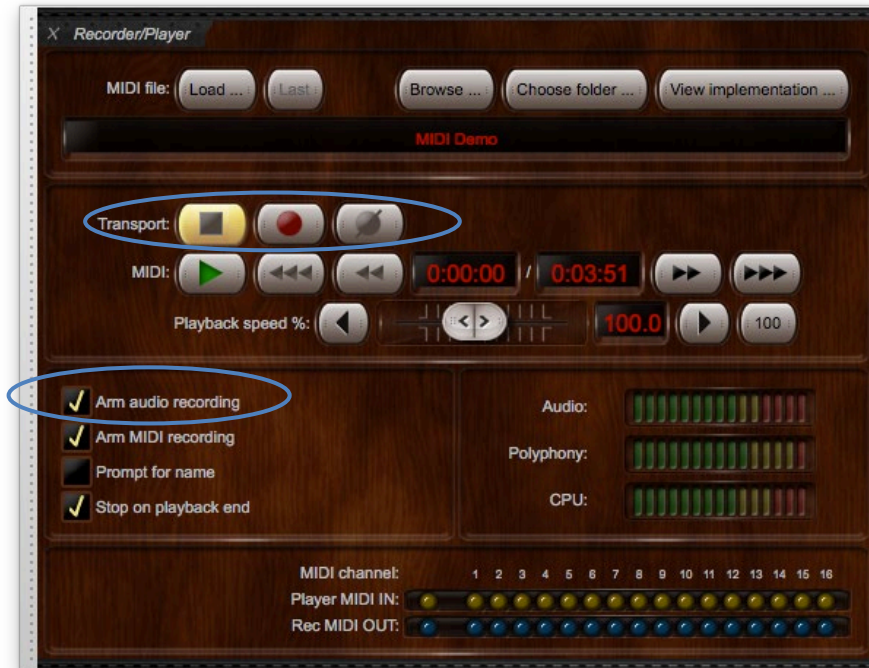 X Recorder/Player
MIDI file: Load ... Last Browse ... Choose folder ... View implementation ...
MIDI Demo
Transport:
MIDI: 0:00:00 / 0:03:51
Playback speed %: 100.0 100
Arm audio recording
Arm MIDI recording
Prompt for name
Stop on playback end
Audio:
Polyphony:
CPU:
MIDI channel: 1 2 3 4 5 6 7 8 9 10 11 12 13 14 15 16
Player MIDI IN:
Rec MIDI OUT: